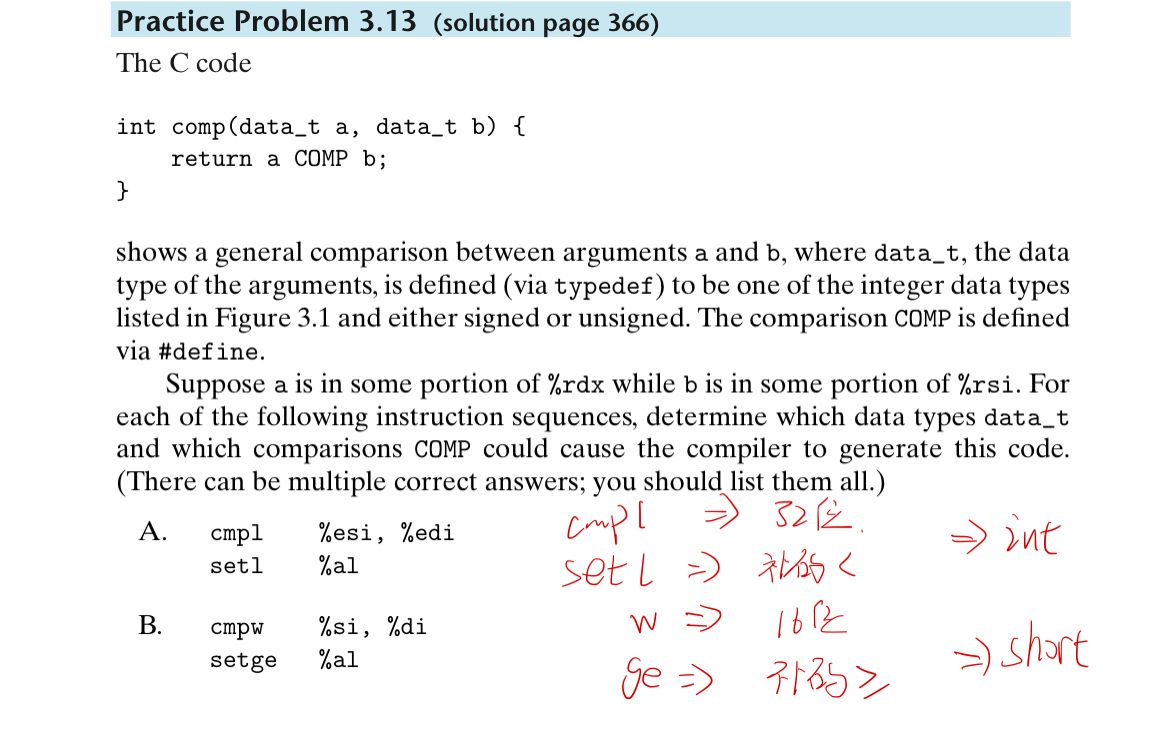 Practice Problem 3.13 (solution page 366)
The C code
int comp(data_t a, data_t b) {
return a COMP b;
}
shows a general comparison between arguments a and b, where data_t, the data
type of the arguments, is defined (via typedef) to be one of the integer data types
listed in Figure 3.1 and either signed or unsigned. The comparison COMP is defined
via #define.
Suppose a is in some portion of %rdx while b is in some portion of %rsi. For
each of the following instruction sequences, determine which data types data_t
and which comparisons COMP could cause the compiler to generate this code.
(There can be multiple correct answers; you should list them all.)
A. cmpl %esi, %edi cmpl => 32位. => int
setl %al setl => 补码 <
B. cmpw %si, %di w => 16位 => short
setge %al ge => 补码 ≥